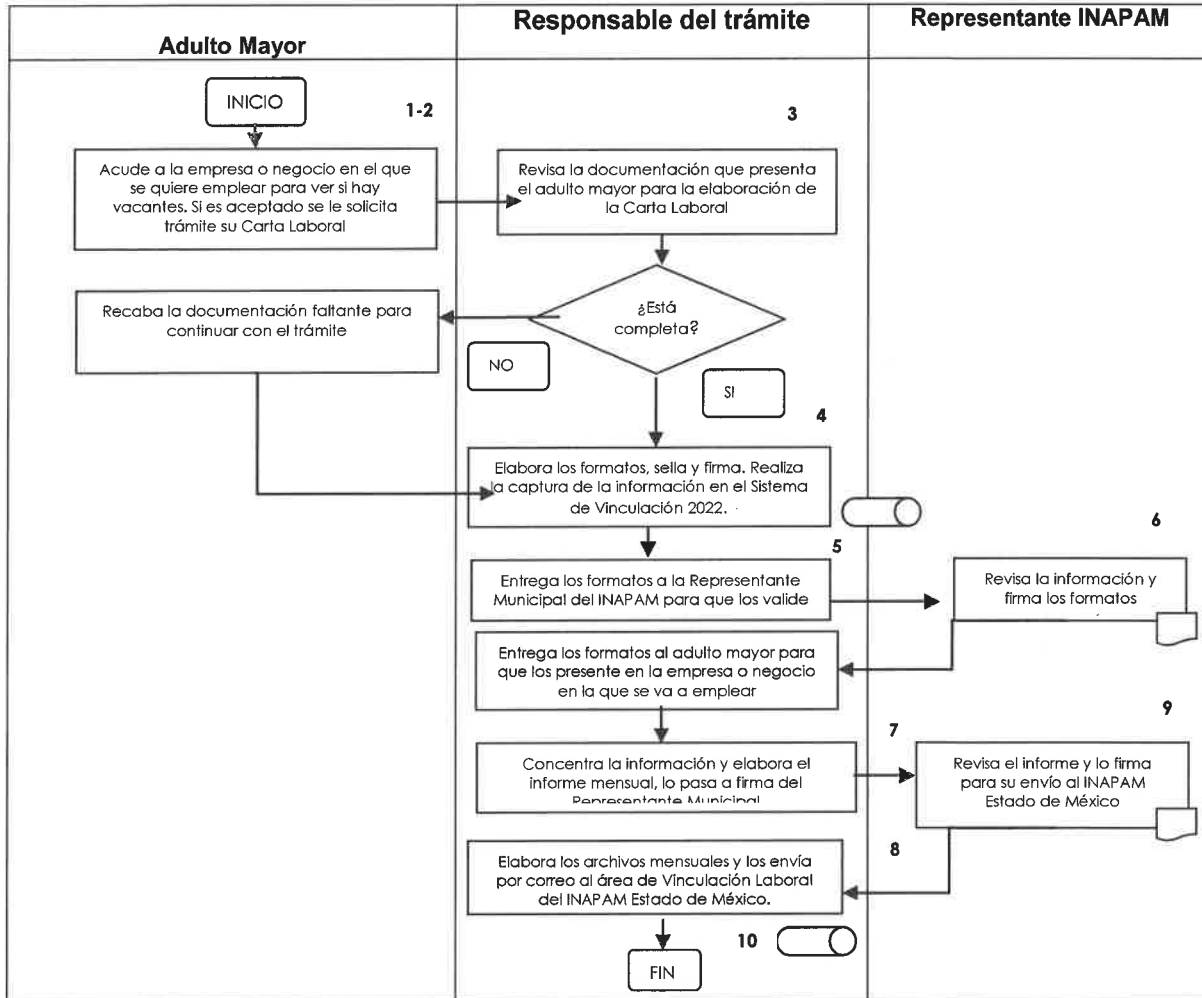 Adulto Mayor
Responsable del trámite
Representante INAPAM
INICIO
1-2
Acude a la empresa o negocio en el que
se quiere emplear para ver si hay
vacantes. Si es aceptado se le solicita
trámite su Carta Laboral
3
Revisa la documentación que presenta
el adulto mayor para la elaboración de
la Carta Laboral
¿Está
completa?
NO
SI
Recaba la documentación faltante para
continuar con el trámite
4
Elabora los formatos, sella y firma. Realiza
la captura de la información en el Sistema
de Vinculación 2022.
5
Entrega los formatos a la Representante
Municipal del INAPAM para que los valide
6
Revisa la información y
firma los formatos
Entrega los formatos al adulto mayor para
que los presente en la empresa o negocio
en la que se va a emplear
7
Concentra la información y elabora el
informe mensual, lo pasa a firma del
Representante Municipal
9
Revisa el informe y lo firma
para su envío al INAPAM
Estado de México
8
Elabora los archivos mensuales y los envía
por correo al área de Vinculación Laboral
del INAPAM Estado de México.
10
FIN